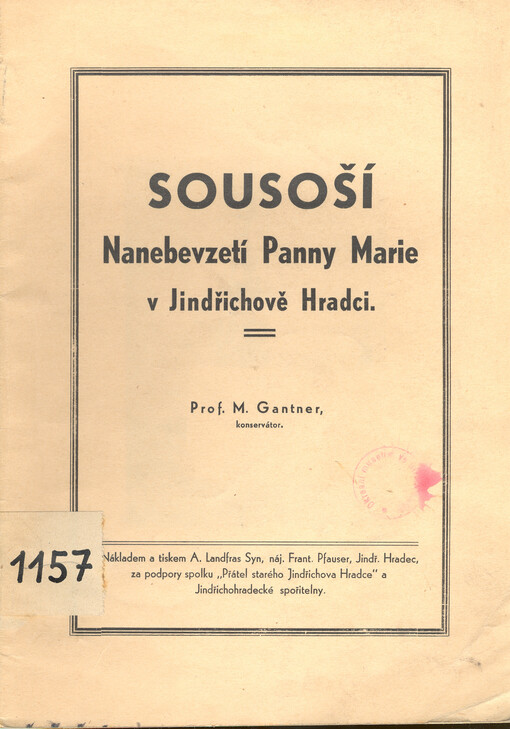 SOUSOŠÍ
Nanebevzetí Panny Marie
v Jindřichově Hradci.
Prof. M. Gantner,
konservátor.
1157
Nákladem a tiskem A. Landfras Syn, náj. Frant. Pfauser, Jindř. Hradec,
za podpory spolku „Přátel starého Jindřichova Hradce" a
Jindřichohradecké spořitelny.